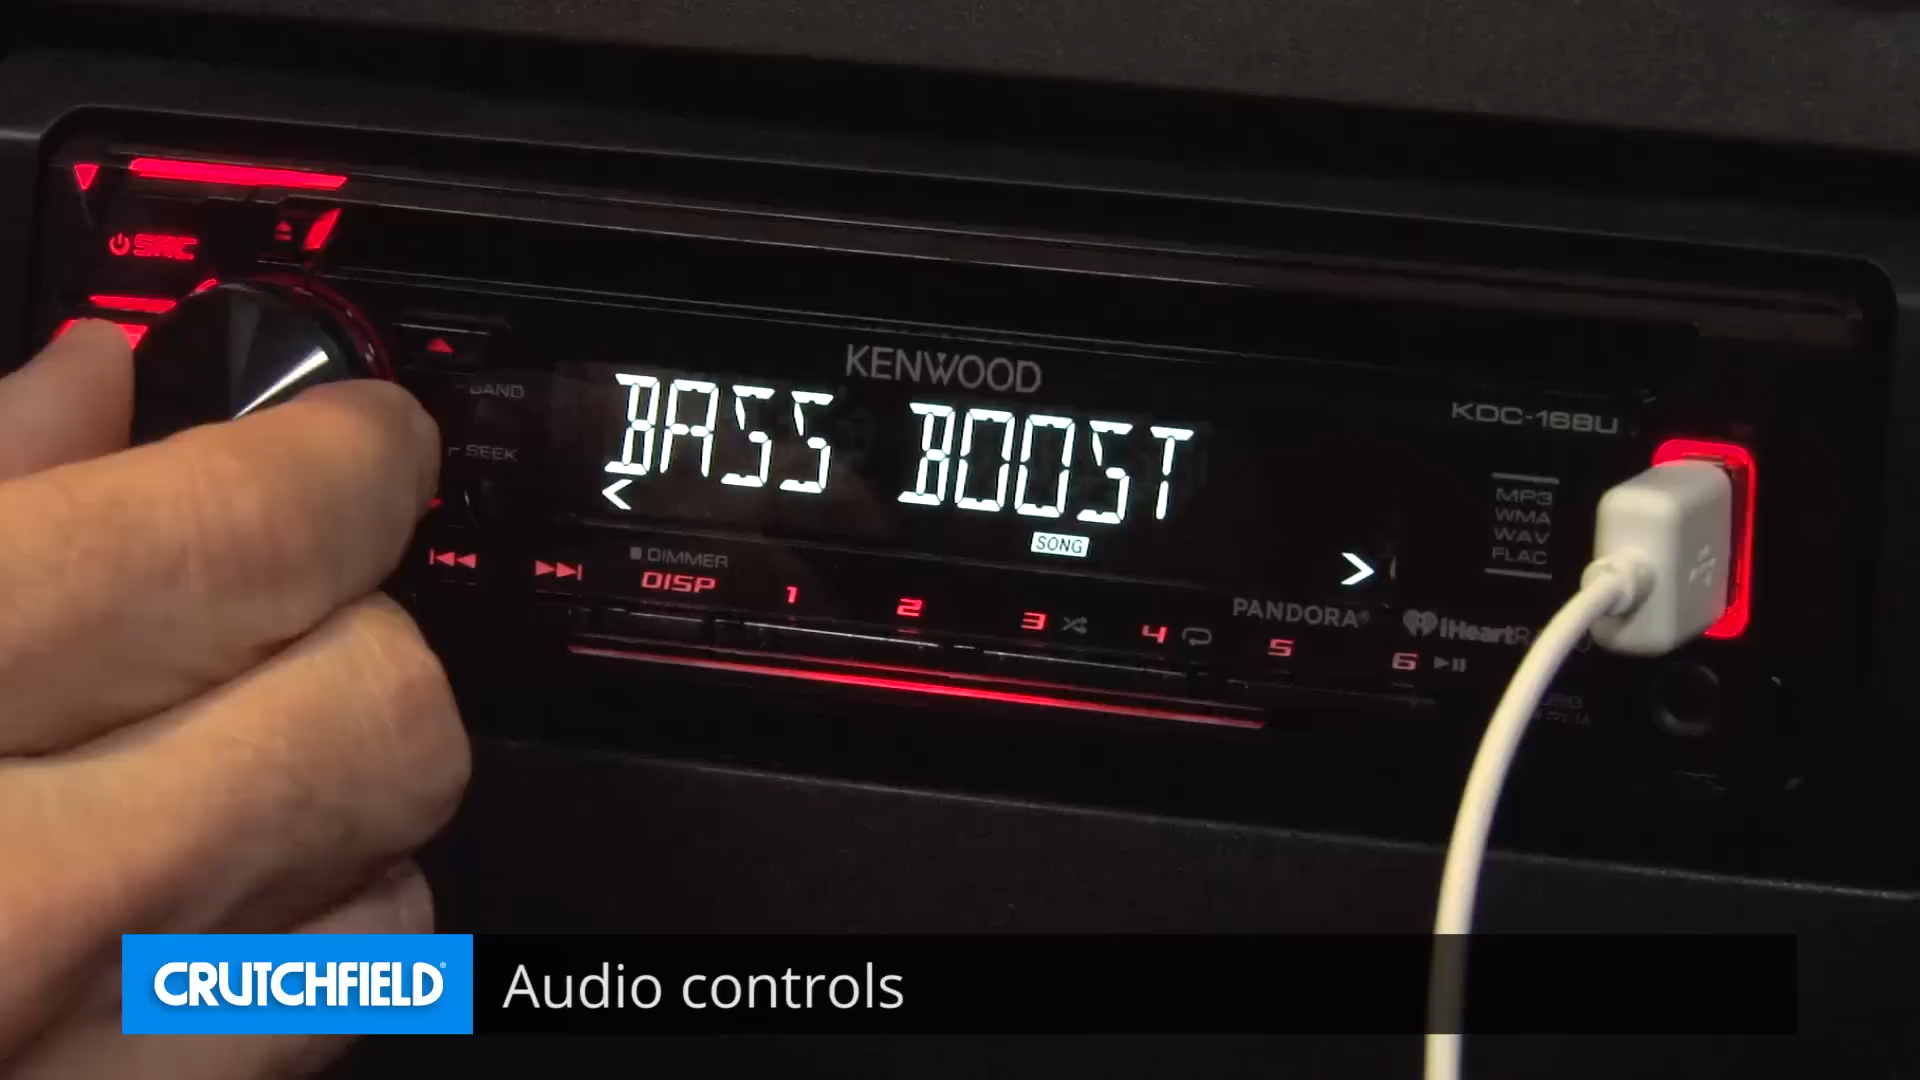 SRC
KENWOOD
BAND
BASS BOOST
KDC-168U
SEEK
MP3
WMA
WAV
FLAC
SONG
DIMMER
DISP
1
2
3
4
PANDORA®
5
iHeart
6
CRUTCHFIELD®
Audio controls